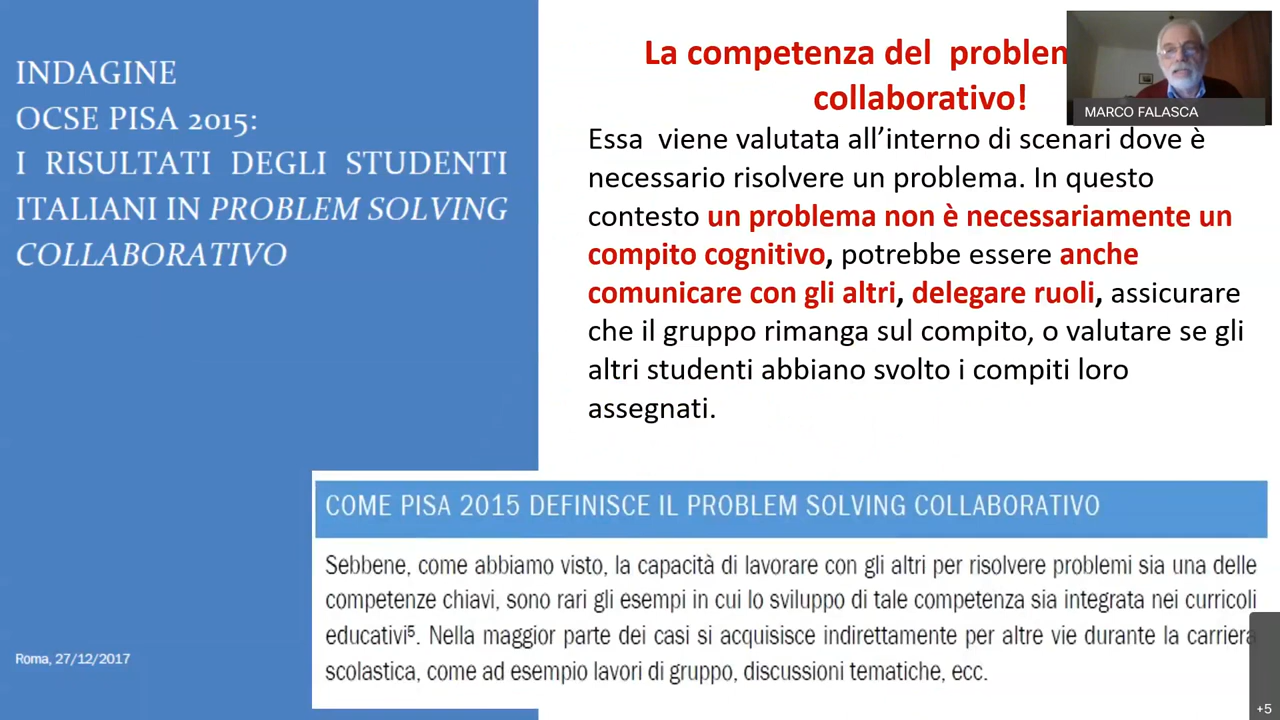 INDAGINE
OCSE PISA 2015:
I RISULTATI DEGLI STUDENTI
ITALIANI IN PROBLEM SOLVING
COLLABORATIVO
Roma, 27/12/2017
La competenza del
collaborativo!
Essa viene valutata all’interno di scenari dove è
necessario risolvere un problema. In questo
contesto un problema non è necessariamente un
compito cognitivo, potrebbe essere anche
comunicare con gli altri, delegare ruoli, assicurare
che il gruppo rimanga sul compito, o valutare se gli
altri studenti abbiano svolto i compiti loro
assegnati.
MARCO FALASCA
COME PISA 2015 DEFINISCE IL PROBLEM SOLVING COLLABORATIVO
Sebbene, come abbiamo visto, la capacità di lavorare con gli altri per risolvere problemi sia una delle
competenze chiavi, sono rari gli esempi in cui lo sviluppo di tale competenza sia integrata nei curricoli
educativi⁵. Nella maggior parte dei casi si acquisisce indirettamente per altre vie durante la carriera
scolastica, come ad esempio lavori di gruppo, discussioni tematiche, ecc.
+5